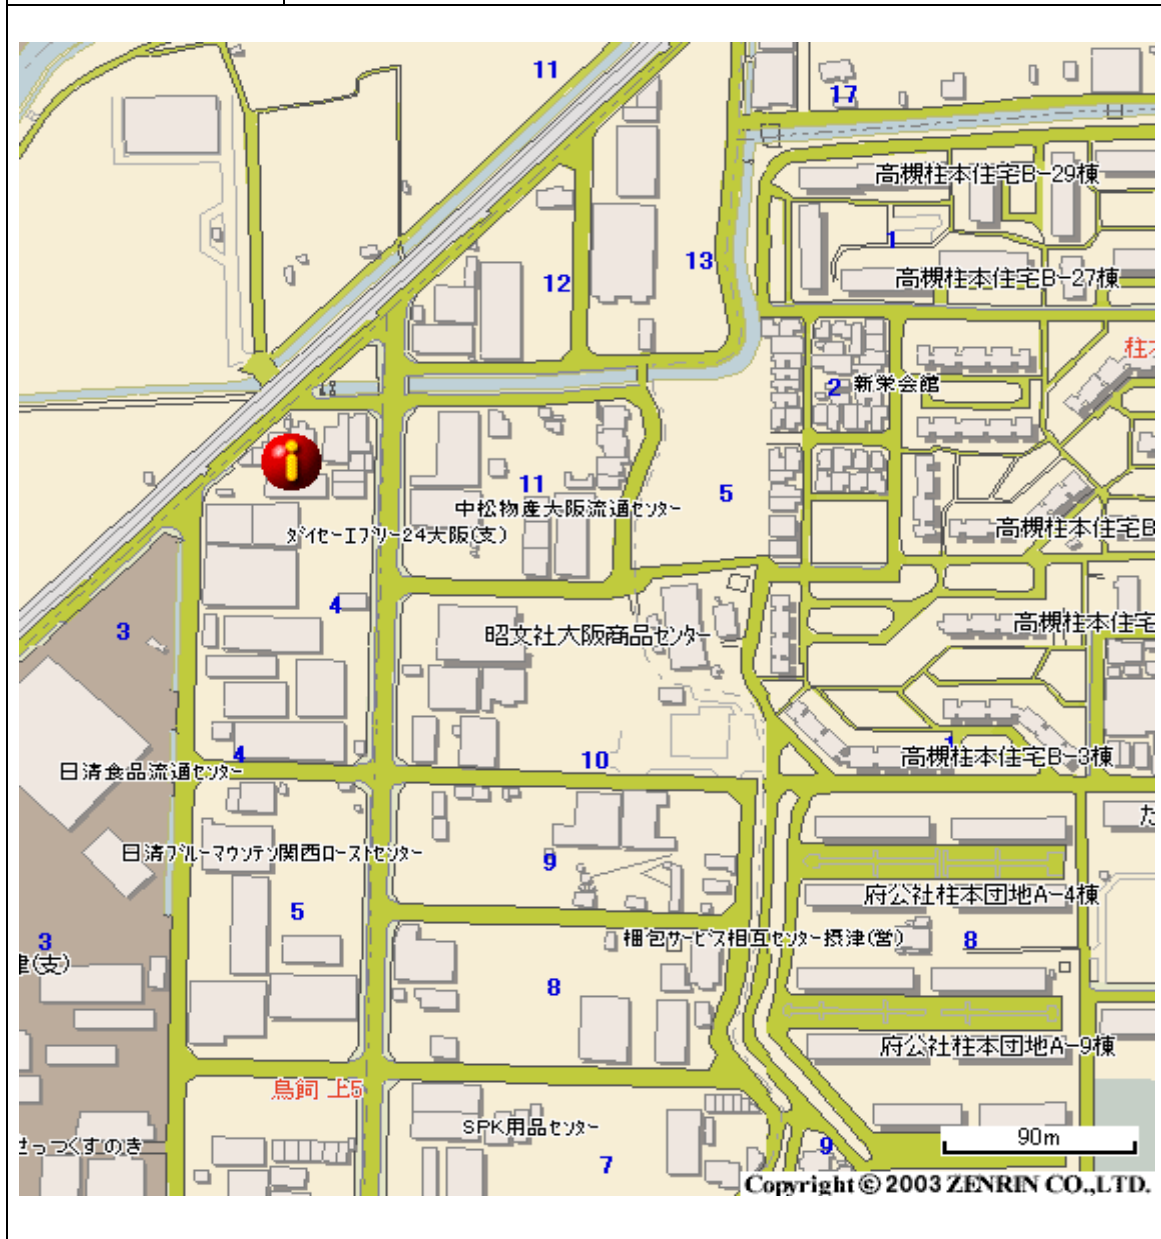 11
17
高槻柱本住宅B-29棟
1
13
12
高槻柱本住宅B-27棟
2
新栄会館
11
5
中松物産大阪流通センター
ダイセーエブリー24大阪(支)
高槻柱本住宅B
4
3
昭文社大阪商品センター
高槻柱本住宅
1
4
10
高槻柱本住宅B-3棟
日清食品流通センター
た
日清ブルーマウンテン関西ローストセンター
9
府公社柱本団地A-4棟
5
3
梱包サービス相互センター摂津(営)
8
津(支)
8
府公社柱本団地A-9棟
鳥飼 上5
SPK用品センター
90m
せっつくすのき
9
7
Copyright © 2003 ZENRIN CO.,LTD.